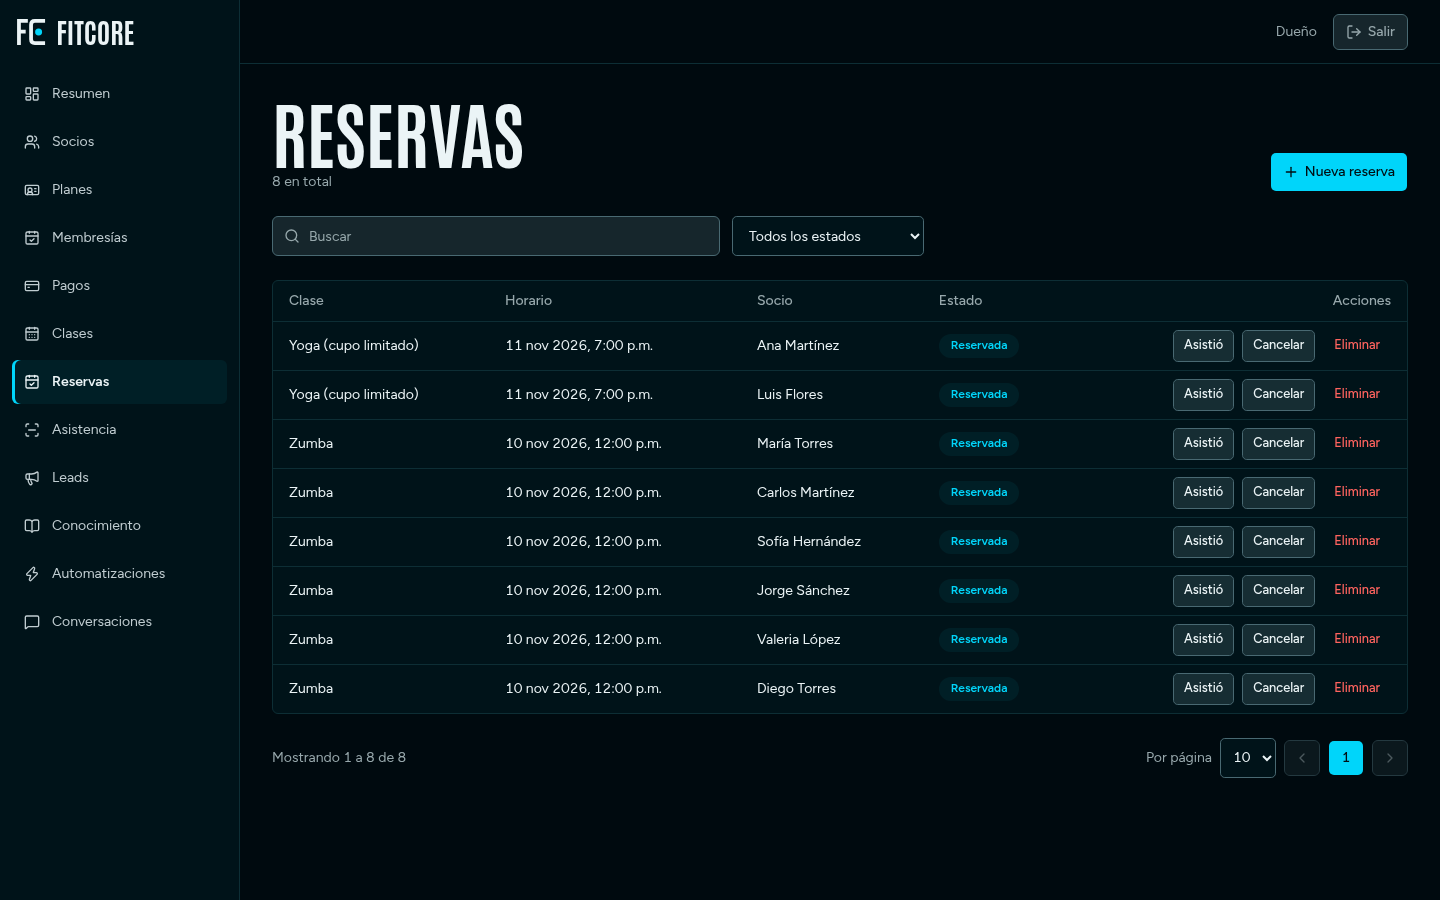 FC FITCORE
Dueño
Salir
Resumen
Socios
Planes
Membresías
Pagos
Clases
Reservas
Asistencia
Leads
Conocimiento
Automatizaciones
Conversaciones
RESERVAS
8 en total
Nueva reserva
Buscar
Todos los estados
Clase Horario Socio Estado Acciones
Yoga (cupo limitado) 11 nov 2026, 7:00 p.m. Ana Martínez Reservada Asistió Cancelar Eliminar
Yoga (cupo limitado) 11 nov 2026, 7:00 p.m. Luis Flores Reservada Asistió Cancelar Eliminar
Zumba 10 nov 2026, 12:00 p.m. María Torres Reservada Asistió Cancelar Eliminar
Zumba 10 nov 2026, 12:00 p.m. Carlos Martínez Reservada Asistió Cancelar Eliminar
Zumba 10 nov 2026, 12:00 p.m. Sofía Hernández Reservada Asistió Cancelar Eliminar
Zumba 10 nov 2026, 12:00 p.m. Jorge Sánchez Reservada Asistió Cancelar Eliminar
Zumba 10 nov 2026, 12:00 p.m. Valeria López Reservada Asistió Cancelar Eliminar
Zumba 10 nov 2026, 12:00 p.m. Diego Torres Reservada Asistió Cancelar Eliminar
Mostrando 1 a 8 de 8
Por página 10 1